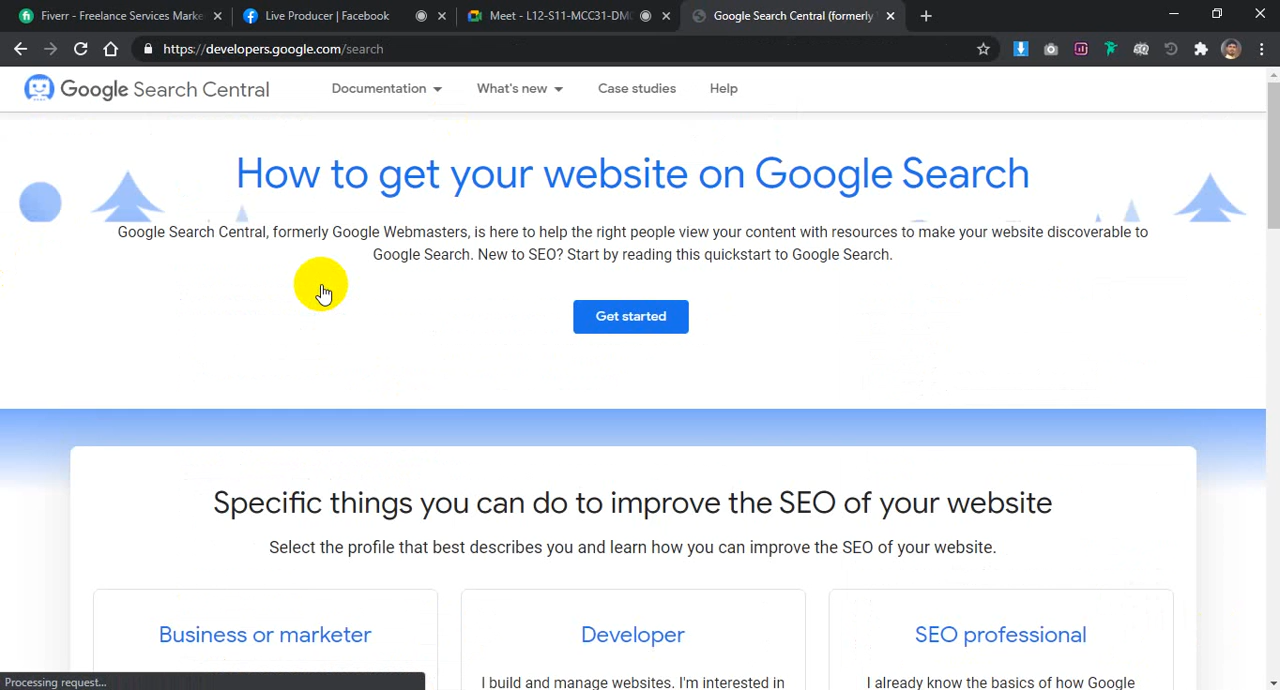 Fiverr - Freelance Services Marke
Live Producer | Facebook
Meet - L12-S11-MCC31-DMC
Google Search Central (formerly
https://developers.google.com/search
Google Search Central
Documentation
What's new
Case studies
Help
How to get your website on Google Search
Google Search Central, formerly Google Webmasters, is here to help the right people view your content with resources to make your website discoverable to
Google Search. New to SEO? Start by reading this quickstart to Google Search.
Get started
Specific things you can do to improve the SEO of your website
Select the profile that best describes you and learn how you can improve the SEO of your website.
Business or marketer
Developer
SEO professional
I build and manage websites. I'm interested in
I already know the basics of how Google
Processing request...